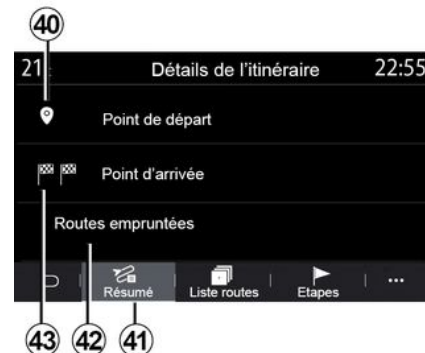 40
21 Détails de l'itinéraire 22:55
Point de départ
Point d'arrivée
Routes empruntées
Résumé Liste routes Etapes ...
43 42 41